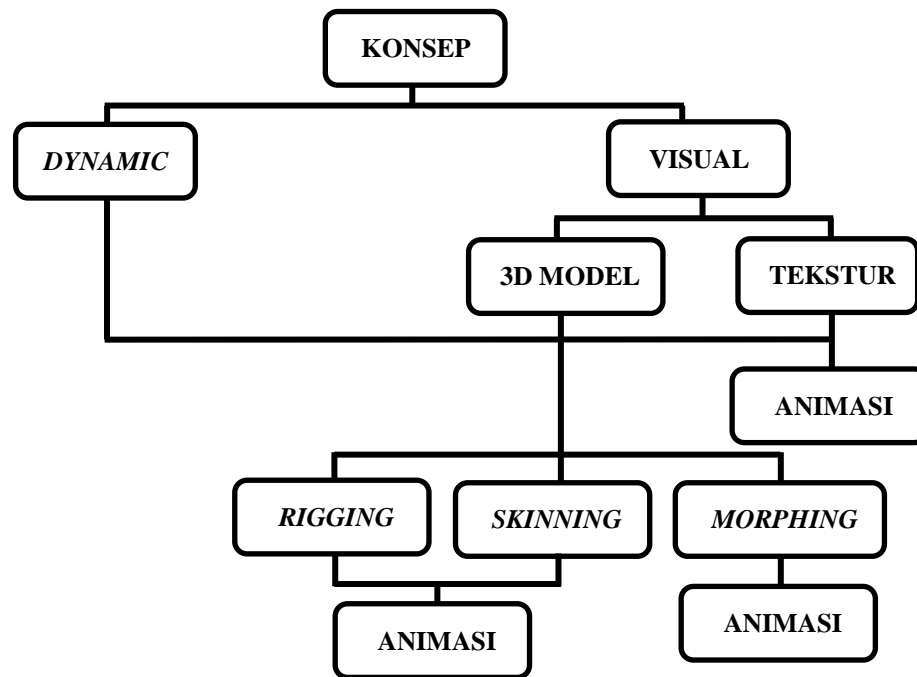 KONSEP
DYNAMIC
VISUAL
3D MODEL
TEKSTUR
ANIMASI
RIGGING
SKINNING
MORPHING
ANIMASI
ANIMASI